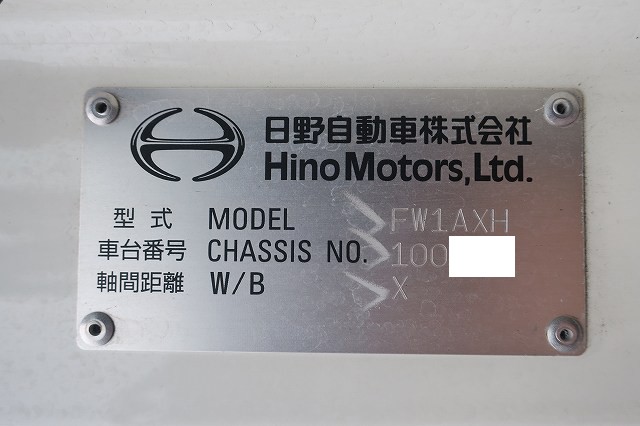 日野自動車株式会社
Hino Motors, Ltd.
型式 MODEL FW1AXH
車台番号 CHASSIS NO. 100
軸間距離 W/B X